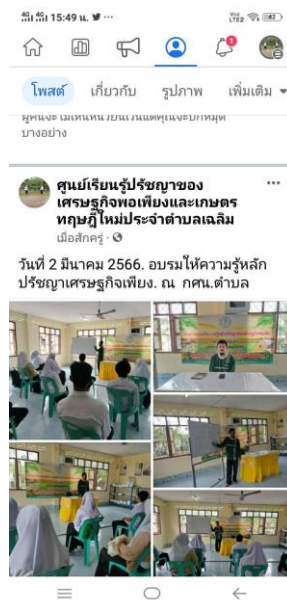 15:49 น.
42
โพสต์
เกี่ยวกับ
รูปภาพ
เพิ่มเติม
บางอย่าง
ศูนย์เรียนรู้ปรัชญาของ
เศรษฐกิจพอเพียงและเกษตร
ทฤษฎีใหม่ประจำตำบลเฉลิม
เมื่อสักครู่ ·
วันที่ 2 มีนาคม 2566. อบรมให้ความรู้หลัก
ปรัชญาเศรษฐกิจเพียง. ณ กศน.ตำบล